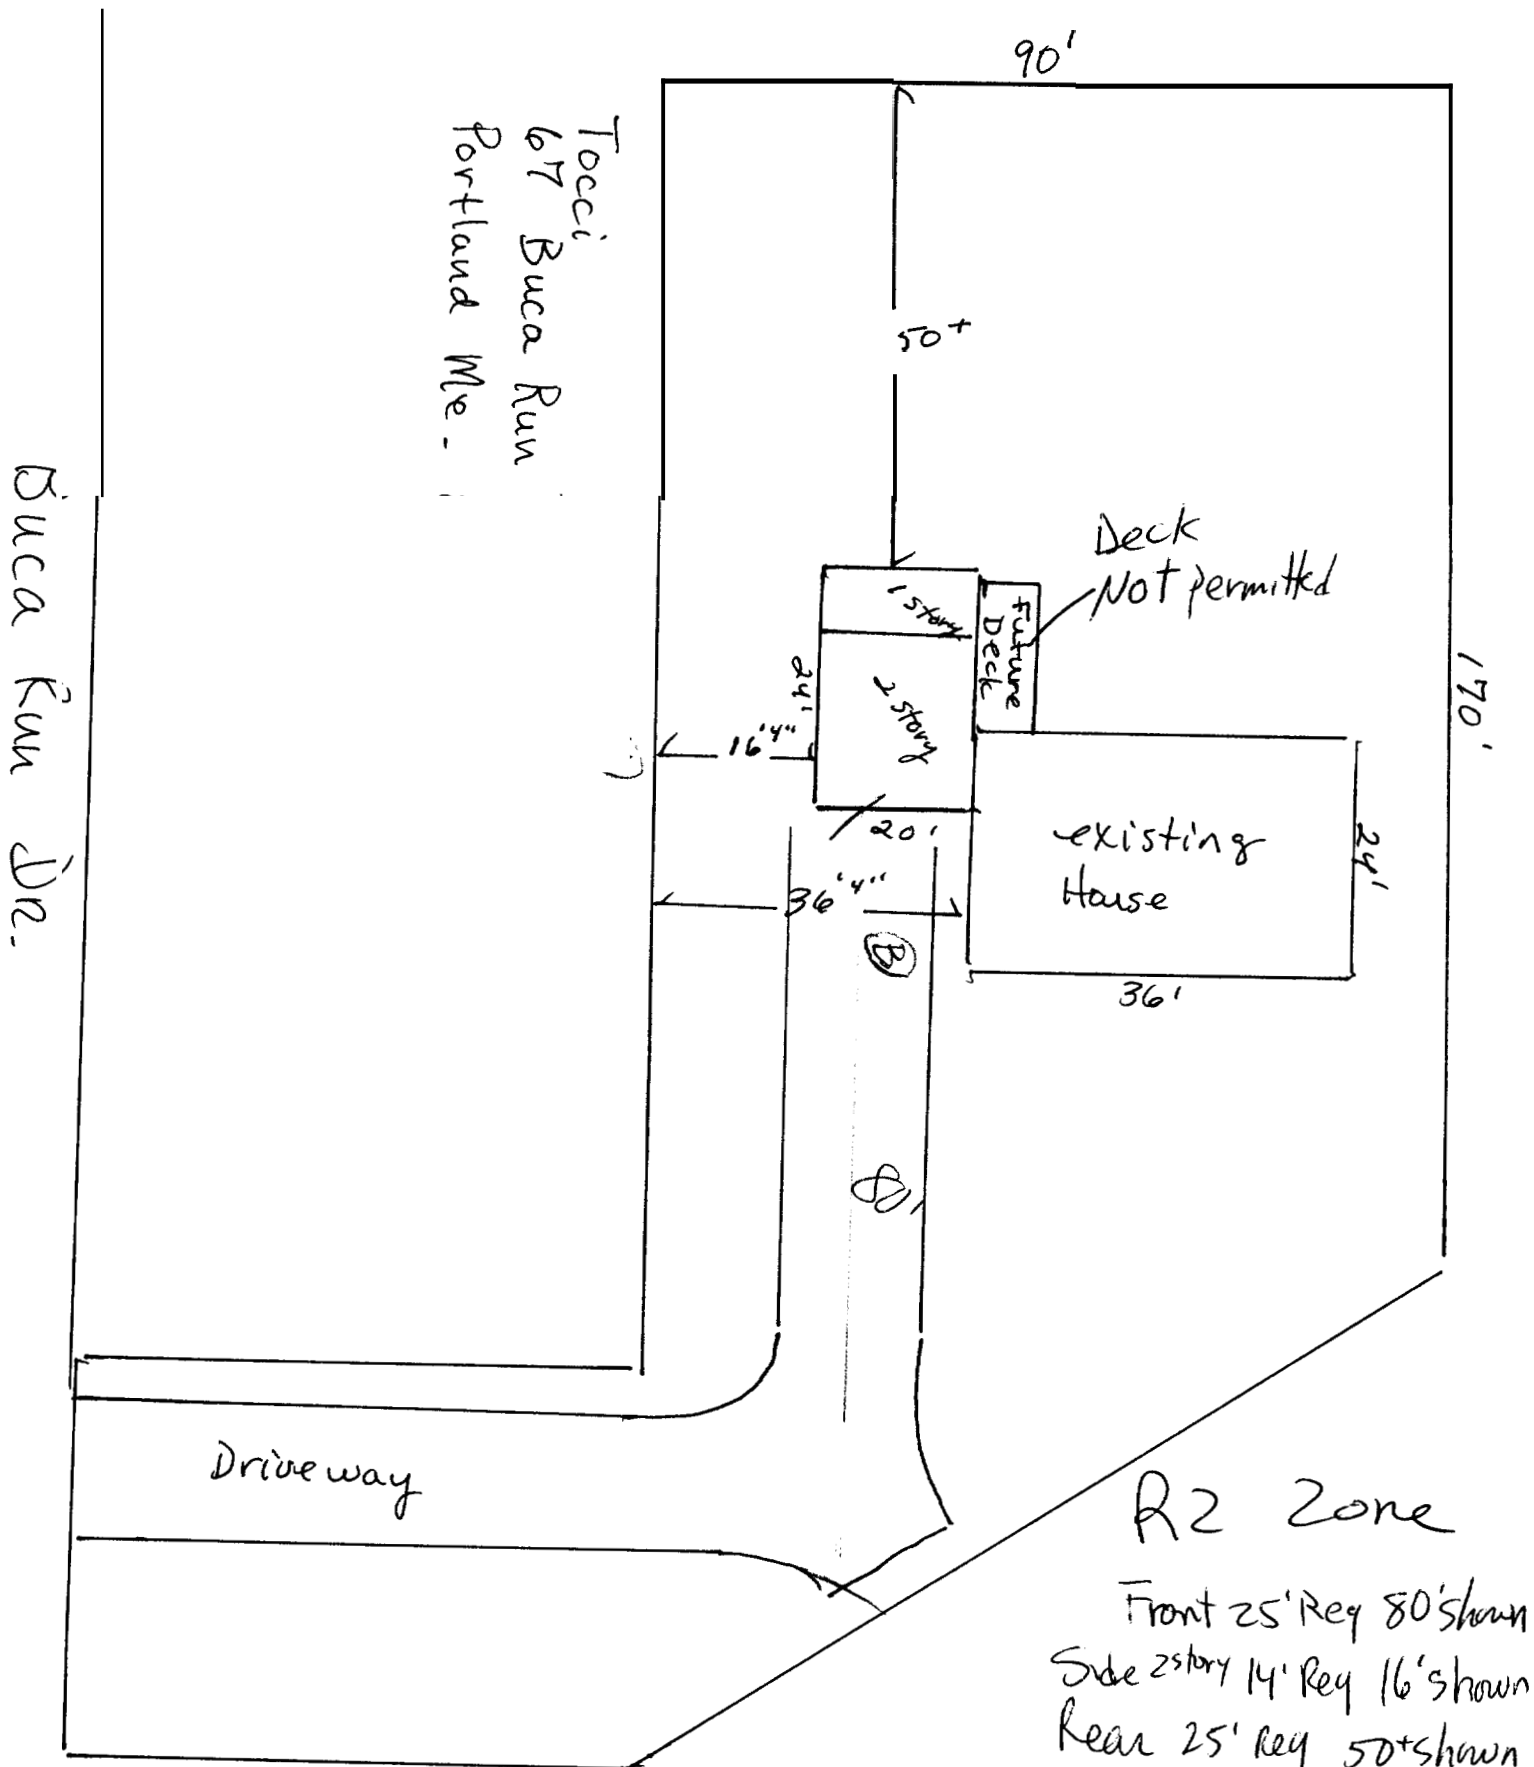 90'
Tocci
67 Buca Run
Portland Me.
50+
Deck
Not permitted
1 story
Future
Deck
24'
2 story
170'
16'4"
20'
existing
House
24'
36'4"
B
36'
80'
Buca Run Dr.
Driveway
R2 Zone
Front 25' Req 80' shown
Side 2story 14' Req 16' shown
Rear 25' Req 50+ shown